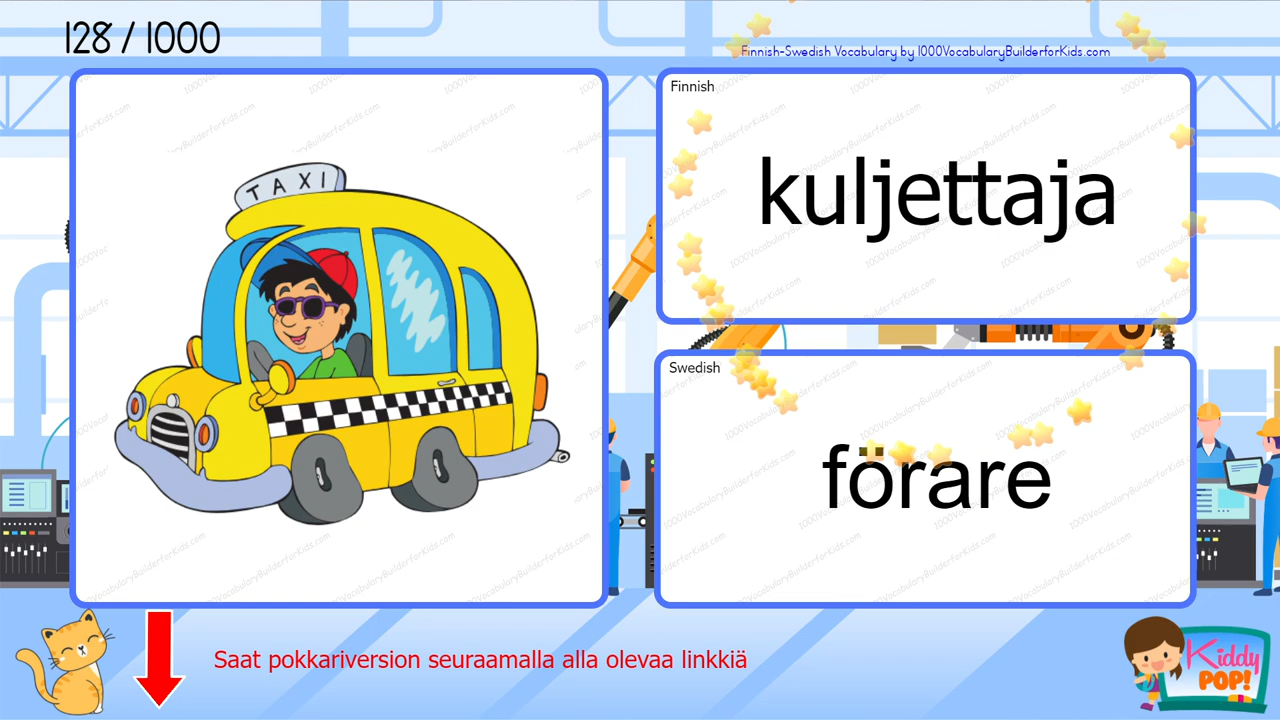 128 / 1000
Finnish-Swedish Vocabulary by 1000VocabularyBuilderforKids.com
TAXI
Finnish
kuljettaja
Swedish
förare
Saat pokkariversion seuraamalla alla olevaa linkkiä
Kiddy
POP!